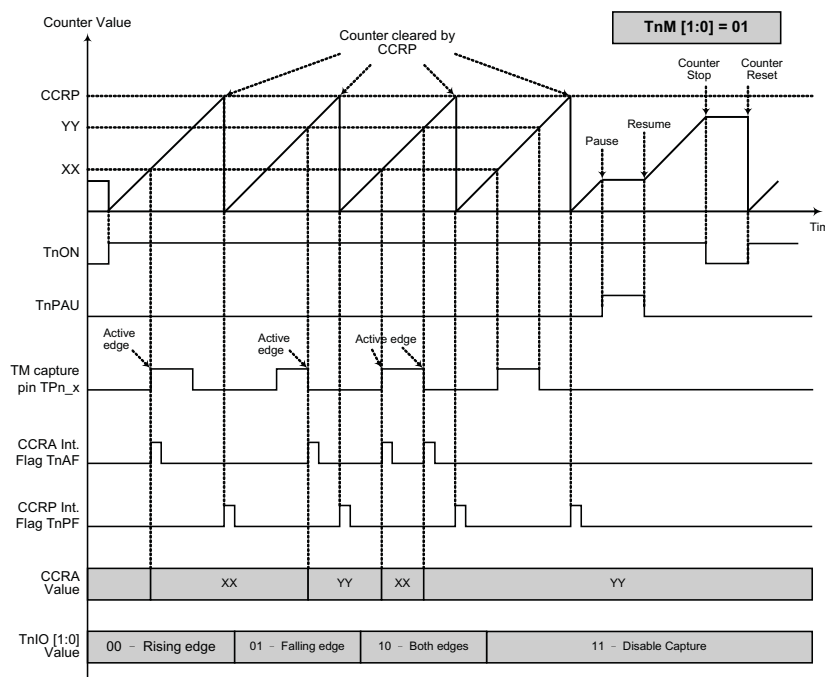 Counter Value
TnM [1:0] = 01
Counter cleared by
CCRP
Counter
Stop
Counter
Reset
CCRP
YY
XX
Pause
Resume
Tim
TnON
TnPAU
Active
edge
Active
edge
Active edge
TM capture
pin TPn_x
CCRA Int.
Flag TnAF
CCRP Int.
Flag TnPF
CCRA
Value
XX
YY
XX
YY
TnIO [1:0]
Value
00 - Rising edge
01 - Falling edge
10 - Both edges
11 - Disable Capture